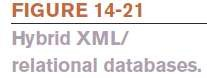 FIGURE 14-21
Hybrid XML/
relational databases.